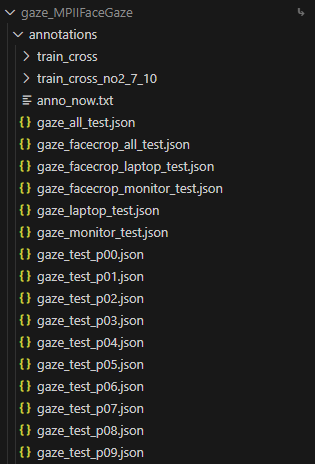 gaze_MPIIFaceGaze
annotations
train_cross
train_cross_no2_7_10
anno_now.txt
{} gaze_all_test.json
{} gaze_facecrop_all_test.json
{} gaze_facecrop_laptop_test.json
{} gaze_facecrop_monitor_test.json
{} gaze_laptop_test.json
{} gaze_monitor_test.json
{} gaze_test_p00.json
{} gaze_test_p01.json
{} gaze_test_p02.json
{} gaze_test_p03.json
{} gaze_test_p04.json
{} gaze_test_p05.json
{} gaze_test_p06.json
{} gaze_test_p07.json
{} gaze_test_p08.json
{} gaze_test_p09.json